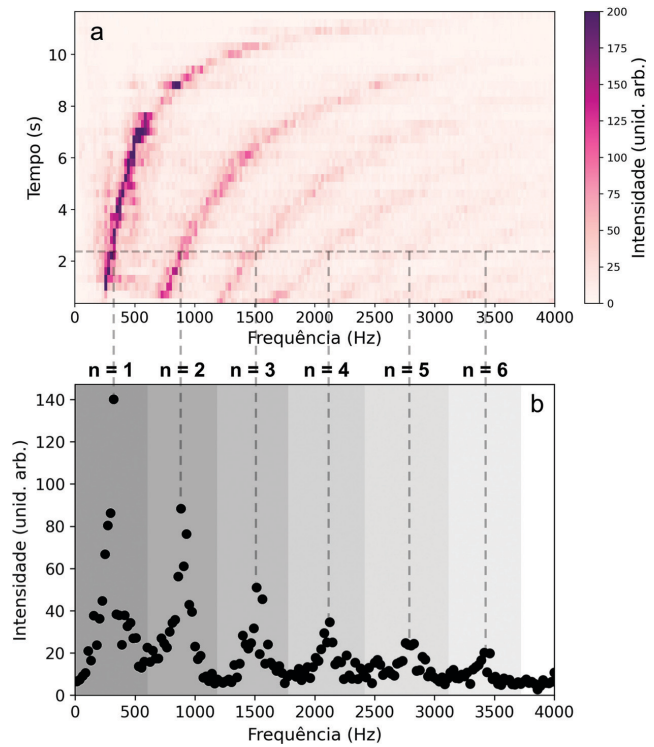 a
10
8
6
4
2
Tempo (s)
0 500 1000 1500 2000 2500 3000 3500 4000
Frequência (Hz)
200
175
150
125
100
75
50
25
0
Intensidade (unid. arb.)
n = 1 n = 2 n = 3 n = 4 n = 5 n = 6
b
140
120
100
80
60
40
20
0
Intensidade (unid. arb.)
0 500 1000 1500 2000 2500 3000 3500 4000
Frequência (Hz)